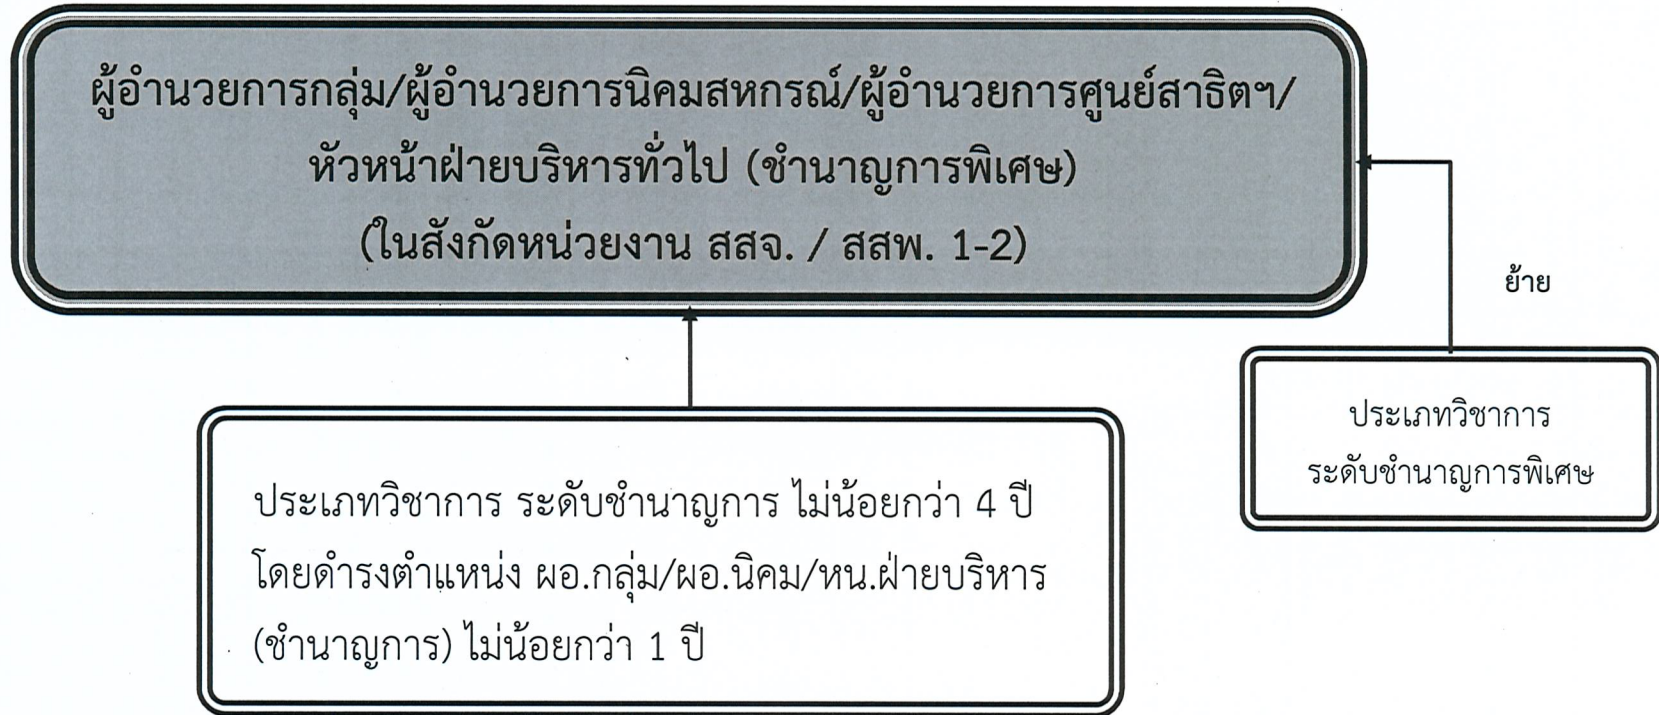 ผู้อำนวยการกลุ่ม/ผู้อำนวยการนิคมสหกรณ์/ผู้อำนวยการศูนย์สาธิตฯ/
หัวหน้าฝ่ายบริหารทั่วไป (ชำนาญการพิเศษ)
(ในสังกัดหน่วยงาน สสจ. / สสพ. 1-2)
ย้าย
ประเภทวิชาการ
ระดับชำนาญการพิเศษ
ประเภทวิชาการ ระดับชำนาญการ ไม่น้อยกว่า 4 ปี
โดยดำรงตำแหน่ง ผอ.กลุ่ม/ผอ.นิคม/หน.ฝ่ายบริหาร
(ชำนาญการ) ไม่น้อยกว่า 1 ปี